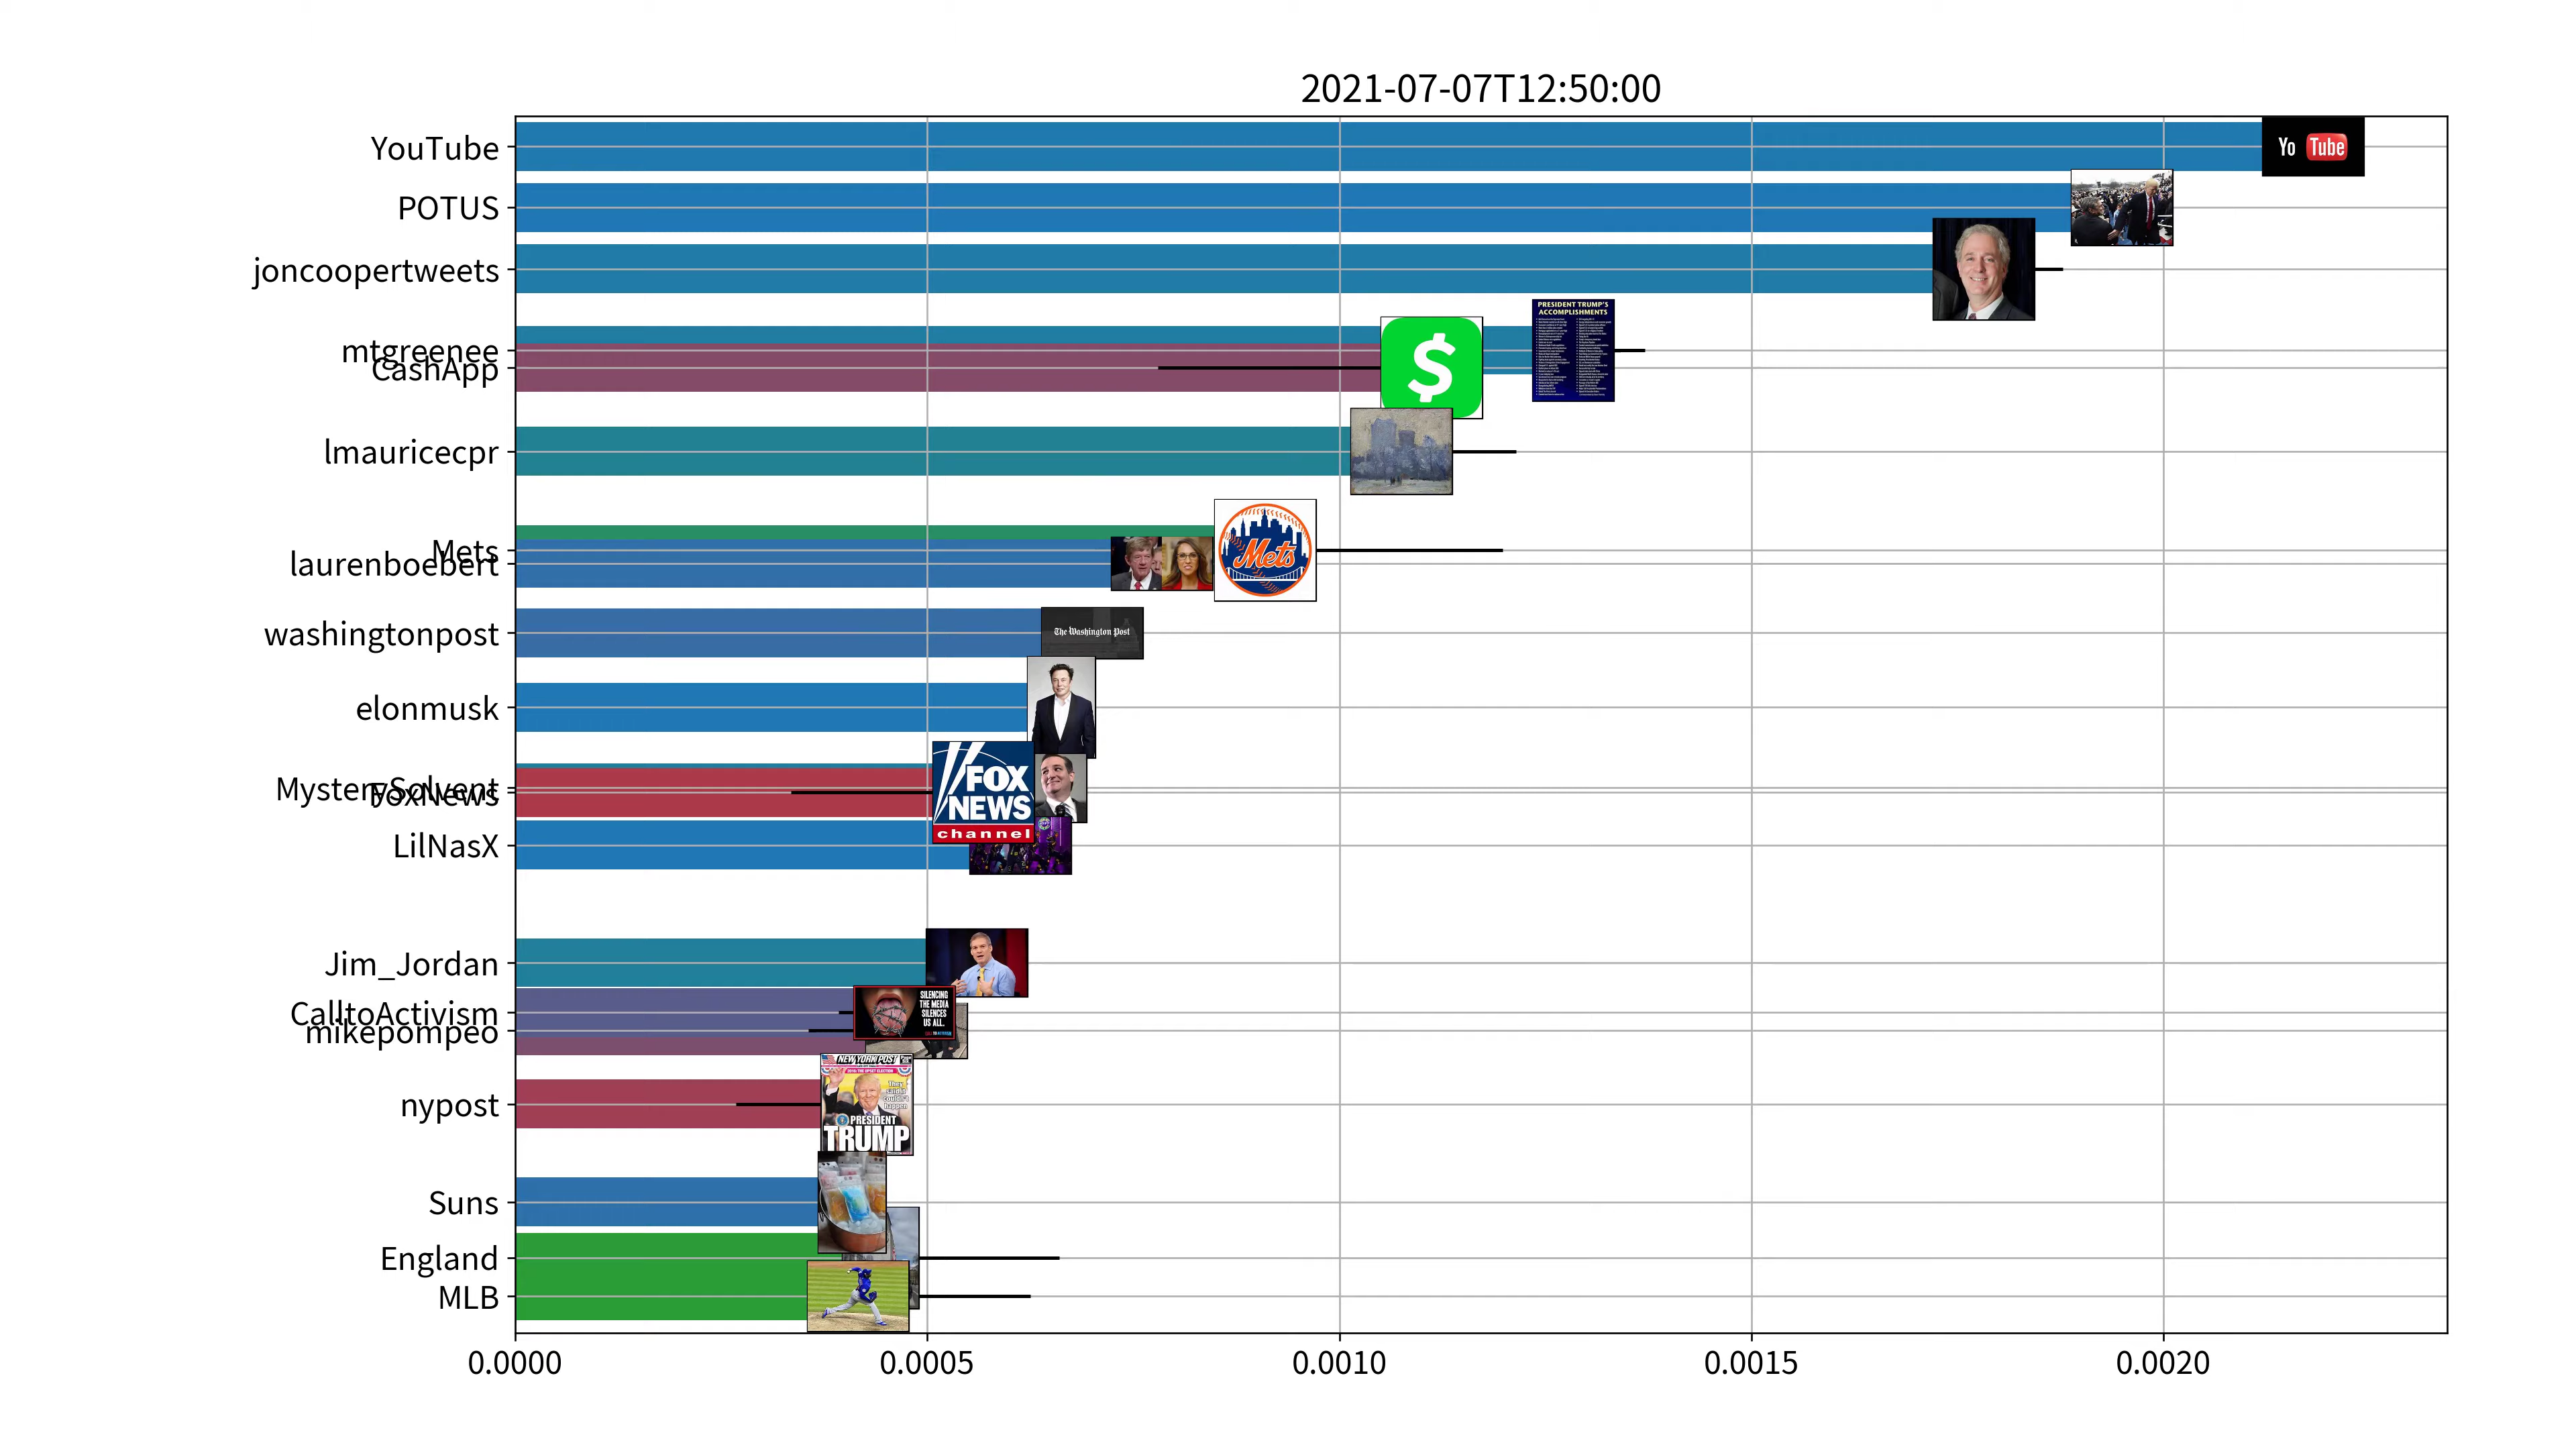 2021-07-07T12:50:00
YouTube
Yo Tube
POTUS
joncoopertweets
PRESIDENT TRUMP'S
ACCOMPLISHMENTS
mtgreenee
CashApp
$
lmauricecpr
Mets
Mets
laurenboebert
washingtonpost
The Washington Post
elonmusk
MysterySolvent
FoxNews
FOX
NEWS
channel
LilNasX
Jim_Jordan
CalltoActivism
SILENCING
THE MEDIA
SILENCES
US ALL.
mikepompeo
NEW YORK POST
nypost
PRESIDENT
TRUMP
Suns
England
MLB
0.0000 0.0005 0.0010 0.0015 0.0020